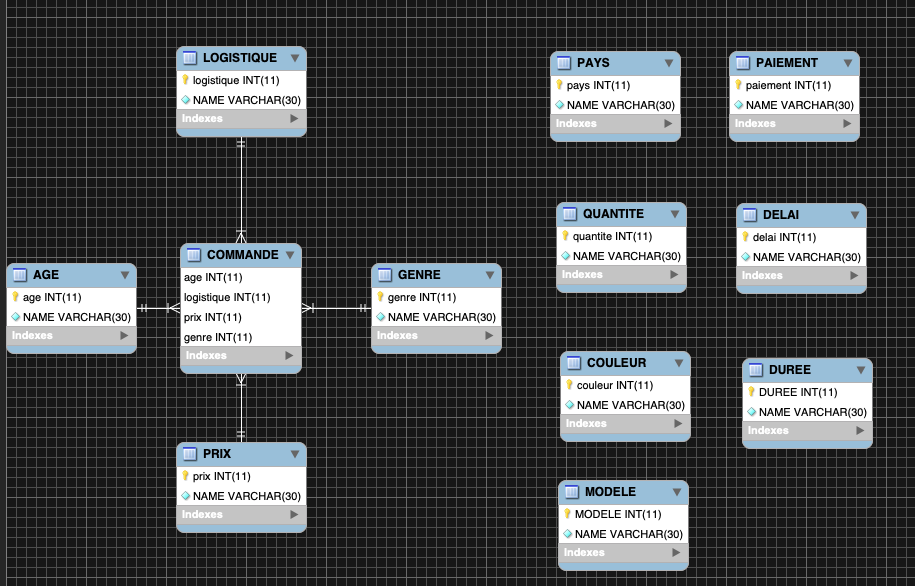 LOGISTIQUE
logistique INT(11)
NAME VARCHAR(30)
Indexes
PAYS
pays INT(11)
NAME VARCHAR(30)
Indexes
PAIEMENT
paiement INT(11)
NAME VARCHAR(30)
Indexes
QUANTITE
quantite INT(11)
NAME VARCHAR(30)
Indexes
DELAI
delai INT(11)
NAME VARCHAR(30)
Indexes
AGE
age INT(11)
NAME VARCHAR(30)
Indexes
COMMANDE
age INT(11)
logistique INT(11)
prix INT(11)
genre INT(11)
Indexes
GENRE
genre INT(11)
NAME VARCHAR(30)
Indexes
COULEUR
couleur INT(11)
NAME VARCHAR(30)
Indexes
DUREE
DUREE INT(11)
NAME VARCHAR(30)
Indexes
PRIX
prix INT(11)
NAME VARCHAR(30)
Indexes
MODELE
MODELE INT(11)
NAME VARCHAR(30)
Indexes